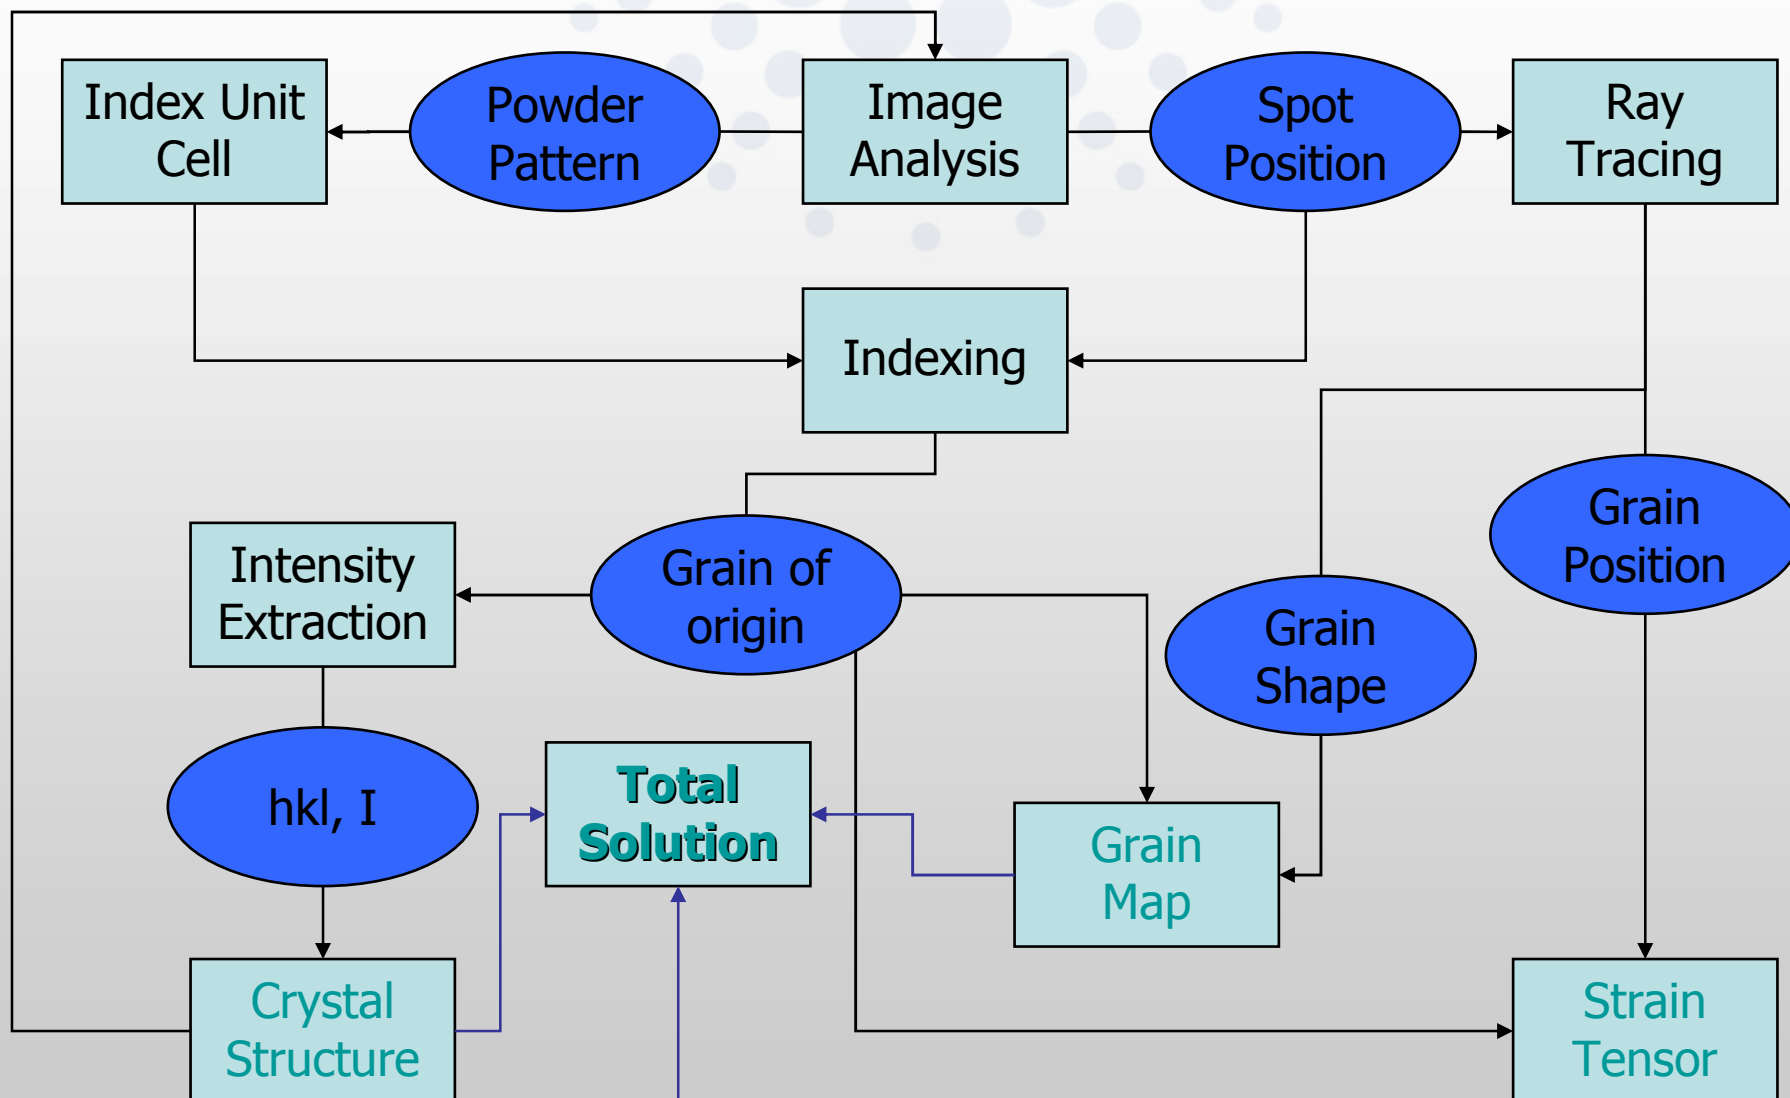 Index Unit
Cell
Powder
Pattern
Image
Analysis
Spot
Position
Ray
Tracing
Indexing
Intensity
Extraction
Grain of
origin
Grain
Shape
Grain
Position
hkl, I
Total
Solution
Grain
Map
Crystal
Structure
Strain
Tensor